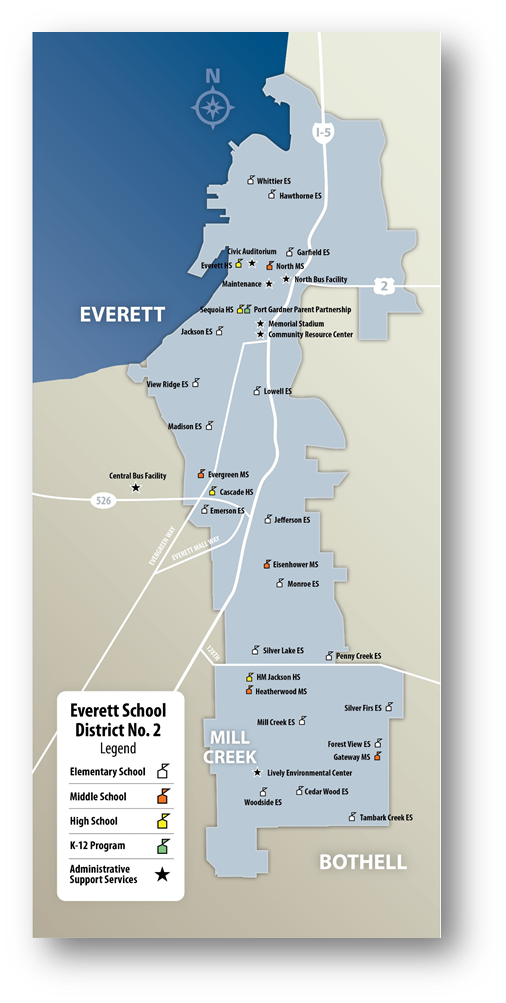 N
I-5
Whittier ES
Hawthorne ES
Civic Auditorium
Garfield ES
Everett HS
North MS
North Bus Facility
Maintenance
2
EVERETT
Sequoia HS
Port Gardner Parent Partnership
Memorial Stadium
Jackson ES
Community Resource Center
View Ridge ES
Lowell ES
Madison ES
Central Bus Facility
Evergreen MS
Cascade HS
526
Emerson ES
Jefferson ES
EVERGREEN WAY
EVERETT MALL WAY
Eisenhower MS
Monroe ES
128TH
Silver Lake ES
Penny Creek ES
HM Jackson HS
Heatherwood MS
Silver Firs ES
Mill Creek ES
MILL
CREEK
Forest View ES
Gateway MS
Lively Environmental Center
Cedar Wood ES
Woodside ES
Tambark Creek ES
BOTHELL
Everett School
District No. 2
Legend
Elementary School
Middle School
High School
K-12 Program
Administrative
Support Services